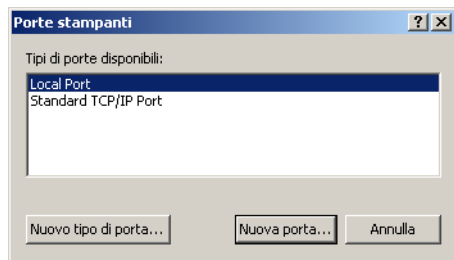 Porte stampanti
Tipi di porte disponibili:
Local Port
Standard TCP/IP Port
Nuovo tipo di porta... Nuova porta... Annulla